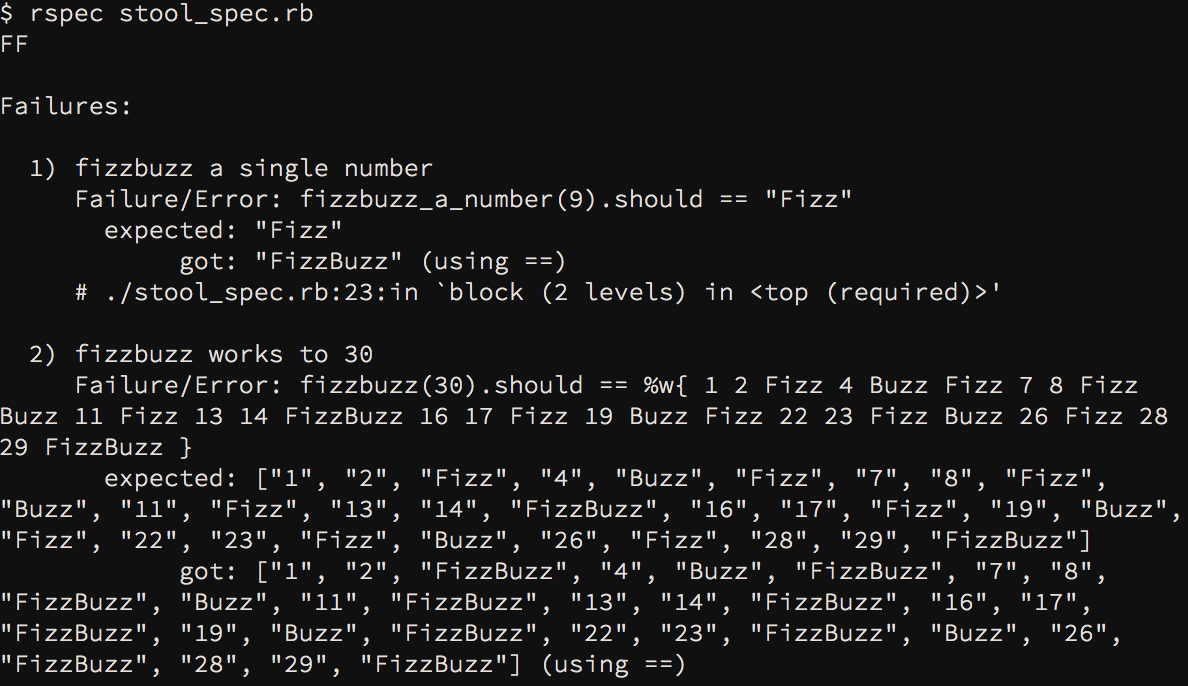 $ rspec stool_spec.rb
FF
Failures:
1) fizzbuzz a single number
Failure/Error: fizzbuzz_a_number(9).should == "Fizz"
expected: "Fizz"
got: "FizzBuzz" (using ==)
# ./stool_spec.rb:23:in `block (2 levels) in <top (required)>'
2) fizzbuzz works to 30
Failure/Error: fizzbuzz(30).should == %w{ 1 2 Fizz 4 Buzz Fizz 7 8 Fizz
Buzz 11 Fizz 13 14 FizzBuzz 16 17 Fizz 19 Buzz Fizz 22 23 Fizz Buzz 26 Fizz 28
29 FizzBuzz }
expected: ["1", "2", "Fizz", "4", "Buzz", "Fizz", "7", "8", "Fizz",
"Buzz", "11", "Fizz", "13", "14", "FizzBuzz", "16", "17", "Fizz", "19", "Buzz",
"Fizz", "22", "23", "Fizz", "Buzz", "26", "Fizz", "28", "29", "FizzBuzz"]
got: ["1", "2", "FizzBuzz", "4", "Buzz", "FizzBuzz", "7", "8",
"FizzBuzz", "Buzz", "11", "FizzBuzz", "13", "14", "FizzBuzz", "16", "17",
"FizzBuzz", "19", "Buzz", "FizzBuzz", "22", "23", "FizzBuzz", "Buzz", "26",
"FizzBuzz", "28", "29", "FizzBuzz"] (using ==)